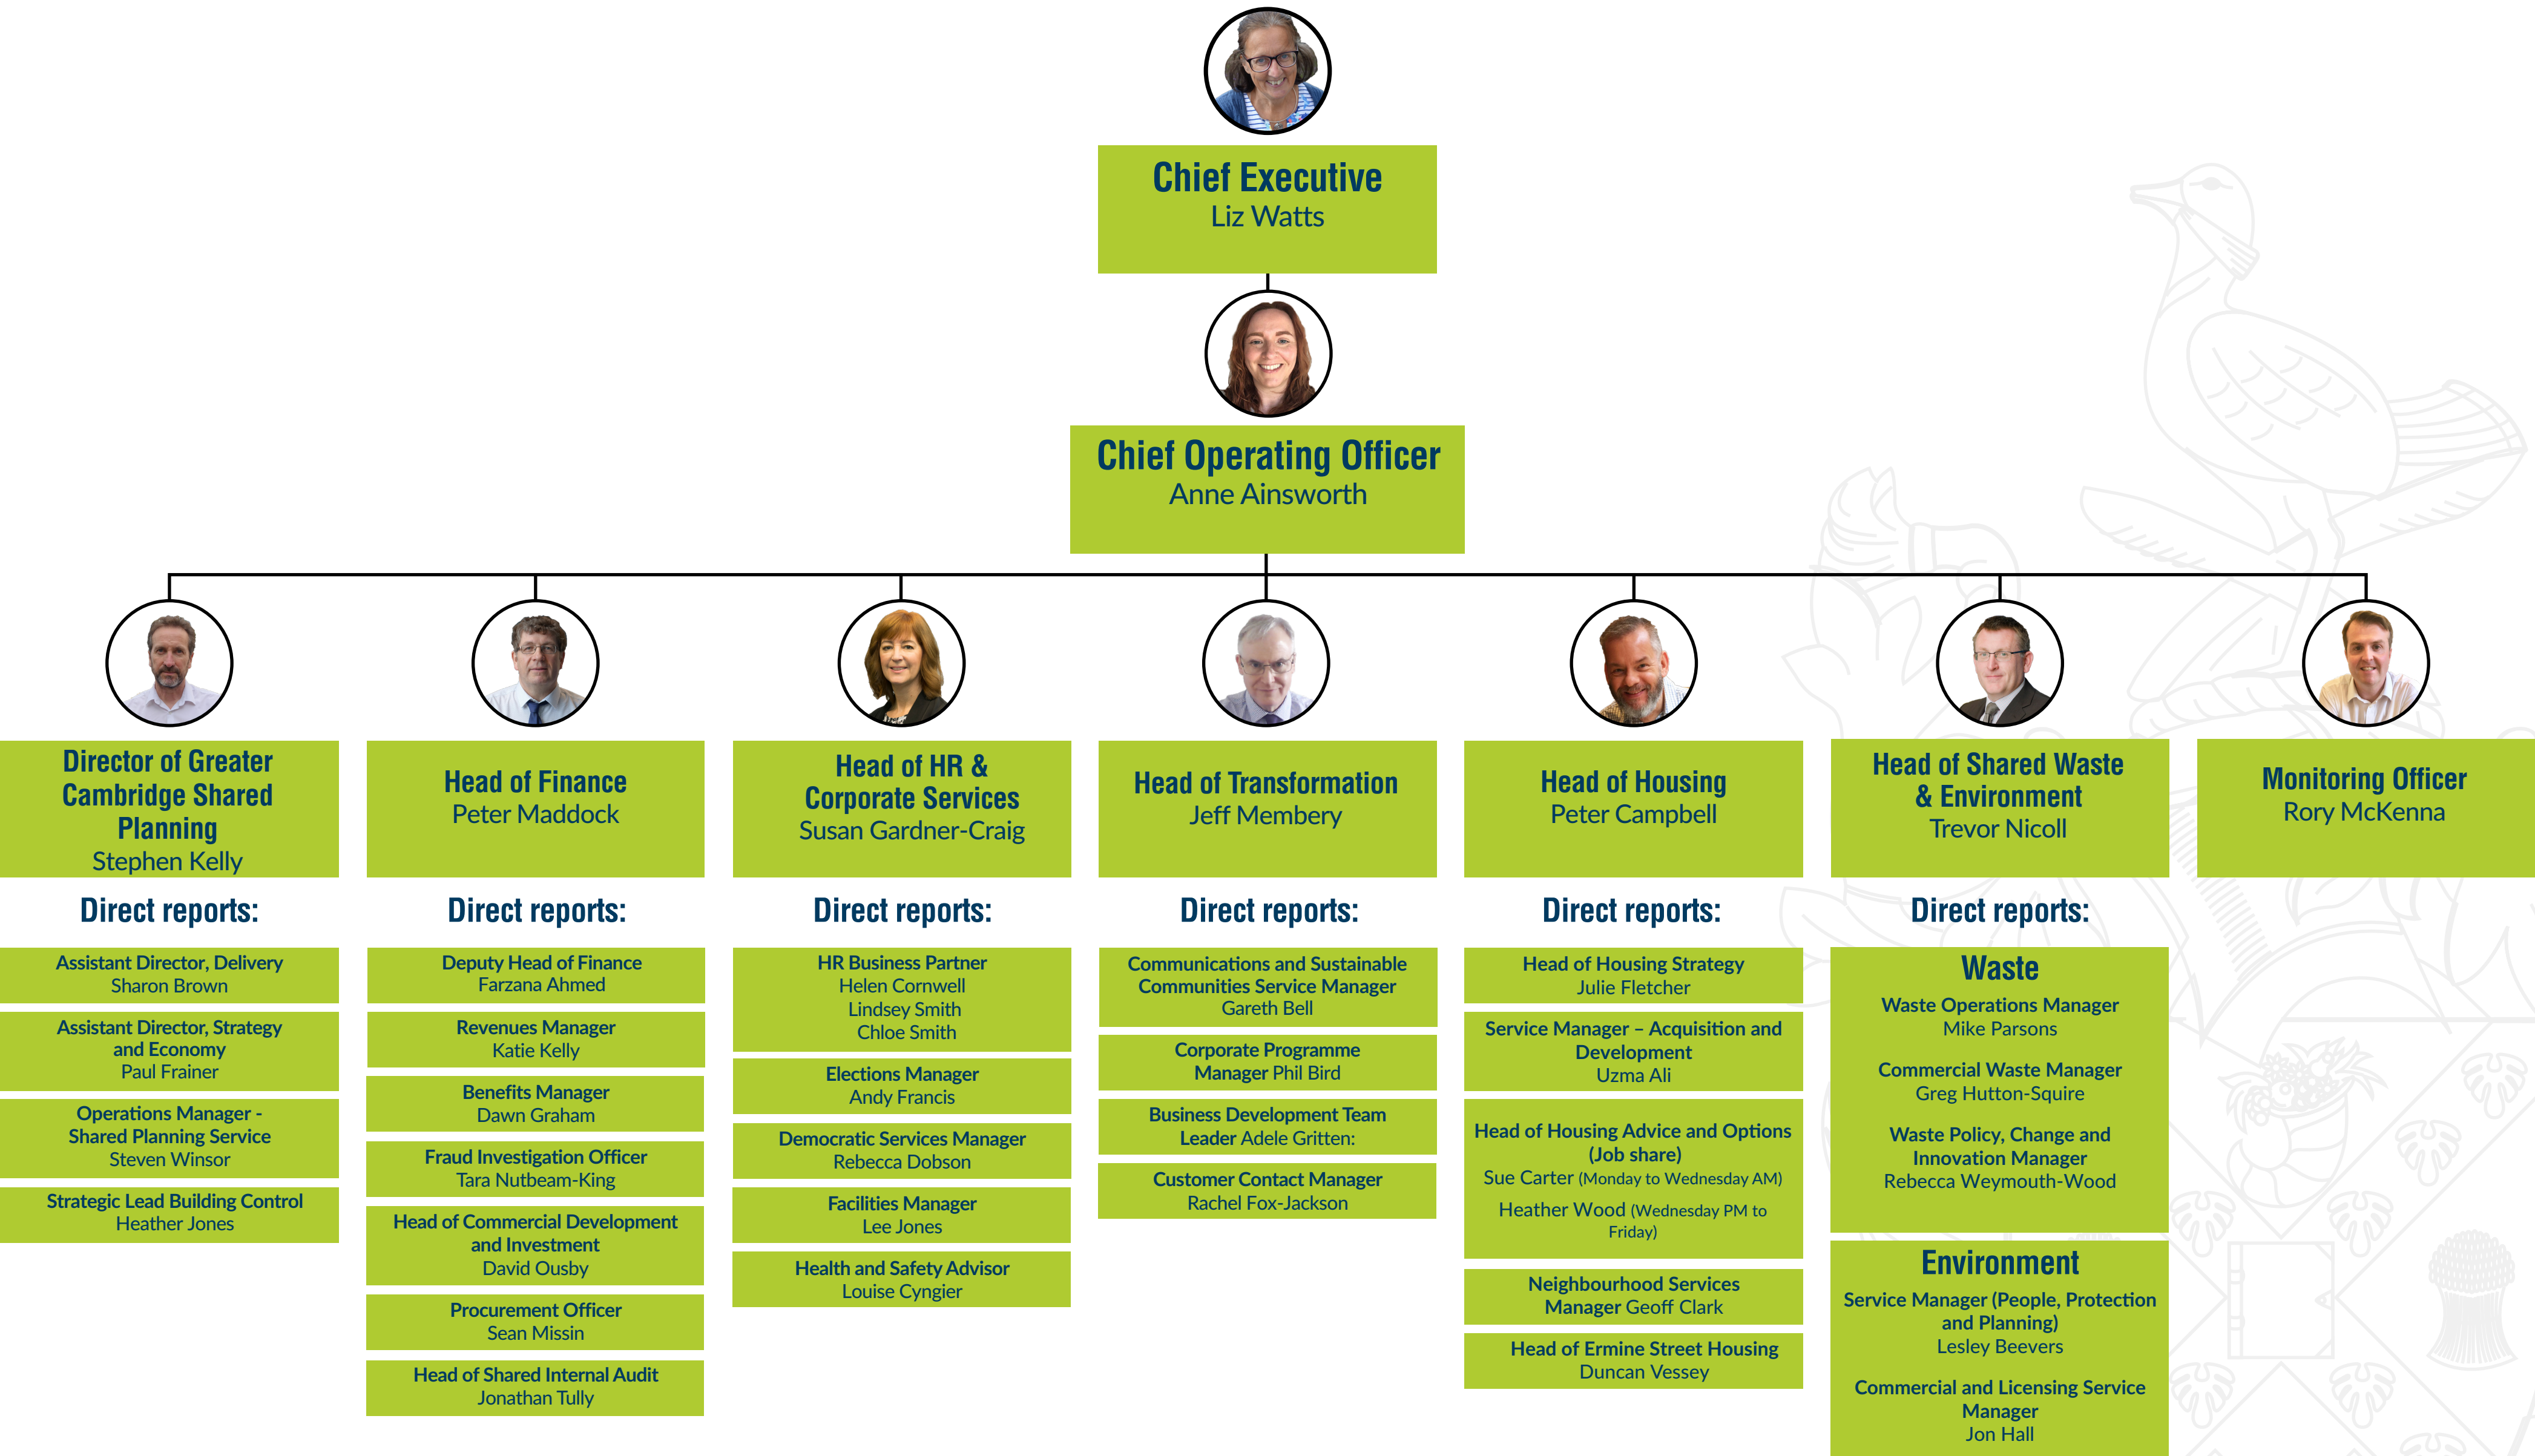 Chief Executive
Liz Watts
Chief Operating Officer
Anne Ainsworth
Director of Greater
Cambridge Shared
Planning
Stephen Kelly
Direct reports:
Assistant Director, Delivery
Sharon Brown
Assistant Director, Strategy
and Economy
Paul Frainer
Operations Manager -
Shared Planning Service
Steven Winsor
Strategic Lead Building Control
Heather Jones
Head of Finance
Peter Maddock
Direct reports:
Deputy Head of Finance
Farzana Ahmed
Revenues Manager
Katie Kelly
Benefits Manager
Dawn Graham
Fraud Investigation Officer
Tara Nutbeam-King
Head of Commercial Development
and Investment
David Ousby
Procurement Officer
Sean Missin
Head of Shared Internal Audit
Jonathan Tully
Head of HR &
Corporate Services
Susan Gardner-Craig
Direct reports:
HR Business Partner
Helen Cornwell
Lindsey Smith
Chloe Smith
Elections Manager
Andy Francis
Democratic Services Manager
Rebecca Dobson
Facilities Manager
Lee Jones
Health and Safety Advisor
Louise Cyngier
Head of Transformation
Jeff Membery
Direct reports:
Communications and Sustainable
Communities Service Manager
Gareth Bell
Corporate Programme
Manager Phil Bird
Business Development Team
Leader Adele Gritten:
Customer Contact Manager
Rachel Fox-Jackson
Head of Housing
Peter Campbell
Direct reports:
Head of Housing Strategy
Julie Fletcher
Service Manager – Acquisition and
Development
Uzma Ali
Head of Housing Advice and Options
(Job share)
Sue Carter (Monday to Wednesday AM)
Heather Wood (Wednesday PM to
Friday)
Neighbourhood Services
Manager Geoff Clark
Head of Ermine Street Housing
Duncan Vessey
Head of Shared Waste
& Environment
Trevor Nicoll
Direct reports:
Waste
Waste Operations Manager
Mike Parsons
Commercial Waste Manager
Greg Hutton-Squire
Waste Policy, Change and
Innovation Manager
Rebecca Weymouth-Wood
Environment
Service Manager (People, Protection
and Planning)
Lesley Beevers
Commercial and Licensing Service
Manager
Jon Hall
Monitoring Officer
Rory McKenna